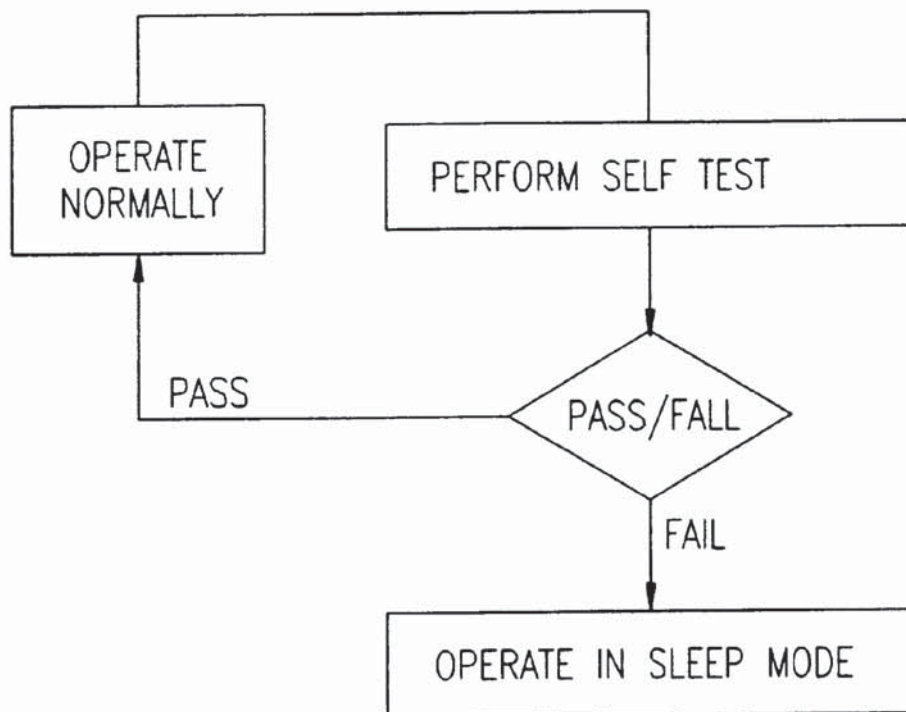 OPERATE
NORMALLY
PERFORM SELF TEST
PASS
PASS/FALL
FAIL
OPERATE IN SLEEP MODE